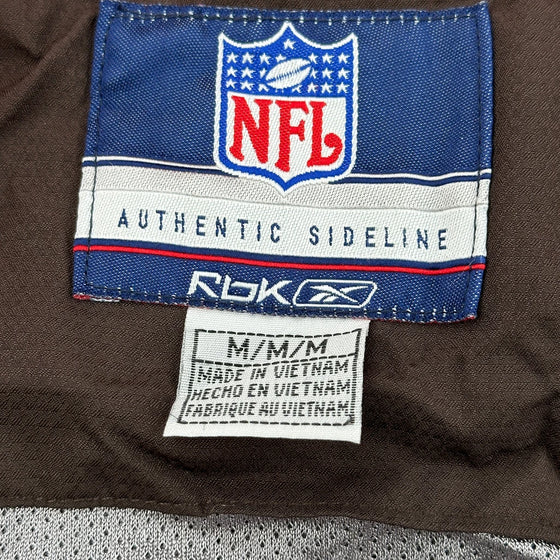 NFL
AUTHENTIC SIDELINE
RbK
M/M/M
MADE IN VIETNAM
HECHO EN VIETNAM
FABRIQUE AU VIETNAM